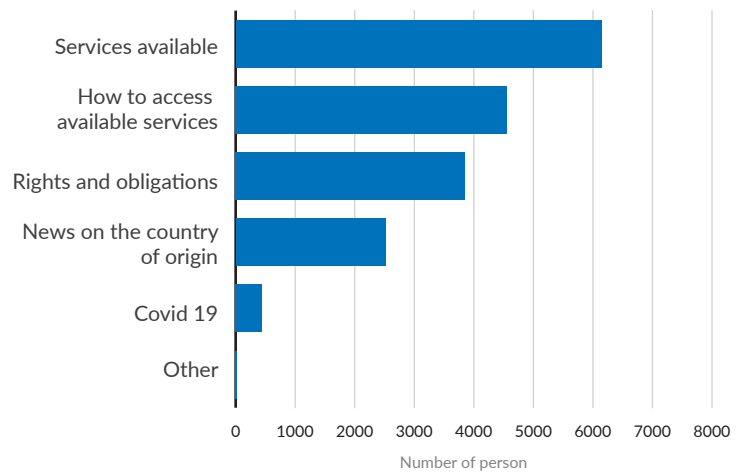 Services available
How to access
available services
Rights and obligations
News on the country
of origin
Covid 19
Other
0 1000 2000 3000 4000 5000 6000 7000 8000
Number of person